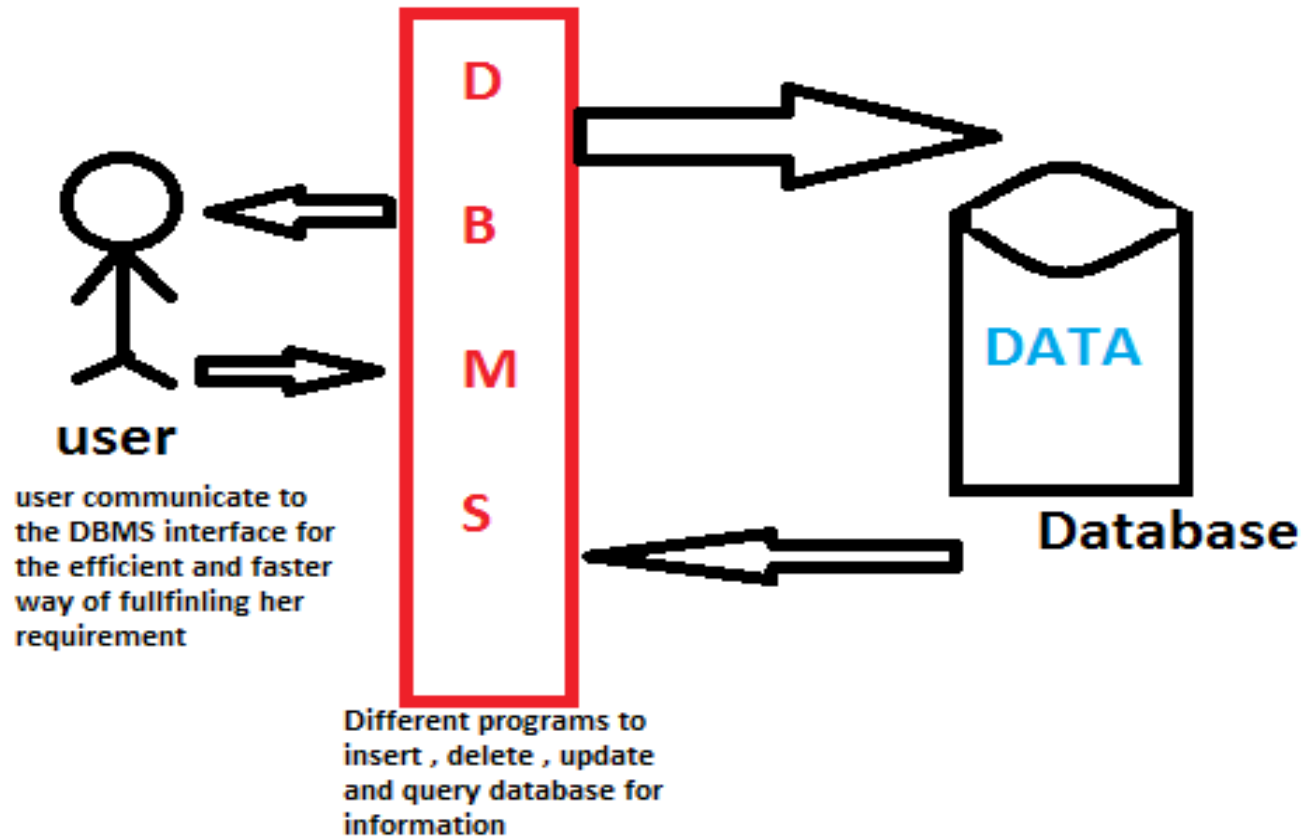 D
B
M
S
DATA
user
Database
user communicate to
the DBMS interface for
the efficient and faster
way of fullfinling her
requirement
Different programs to
insert , delete , update
and query database for
information